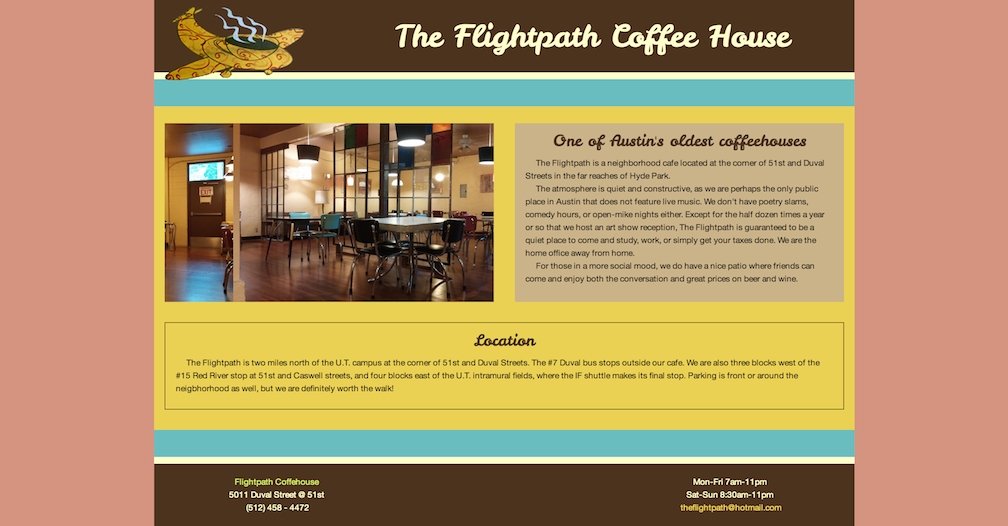 The Flightpath Coffee House
One of Austin's oldest coffeehouses
The Flightpath is a neighborhood cafe located at the corner of 51st and Duval
Streets in the far reaches of Hyde Park.
The atmosphere is quiet and constructive, as we are perhaps the only public
place in Austin that does not feature live music. We don't have poetry slams,
comedy hours, or open-mike nights either. Except for the half dozen times a year
or so that we host an art show reception, The Flightpath is guaranteed to be a
quiet place to come and study, work, or simply get your taxes done. We are the
home office away from home.
For those in a more social mood, we do have a nice patio where friends can
come and enjoy both the conversation and great prices on beer and wine.
Location
The Flightpath is two miles north of the U.T. campus at the corner of 51st and Duval Streets. The #7 Duval bus stops outside our cafe. We are also three blocks west of the
#15 Red River stop at 51st and Caswell streets, and four blocks east of the U.T. intramural fields, where the IF shuttle makes its final stop. Parking is front or around the
neigbhorhood as well, but we are definitely worth the walk!
Flightpath Coffehouse
5011 Duval Street @ 51st
(512) 458 - 4472
Mon-Fri 7am-11pm
Sat-Sun 8:30am-11pm
theflightpath@hotmail.com